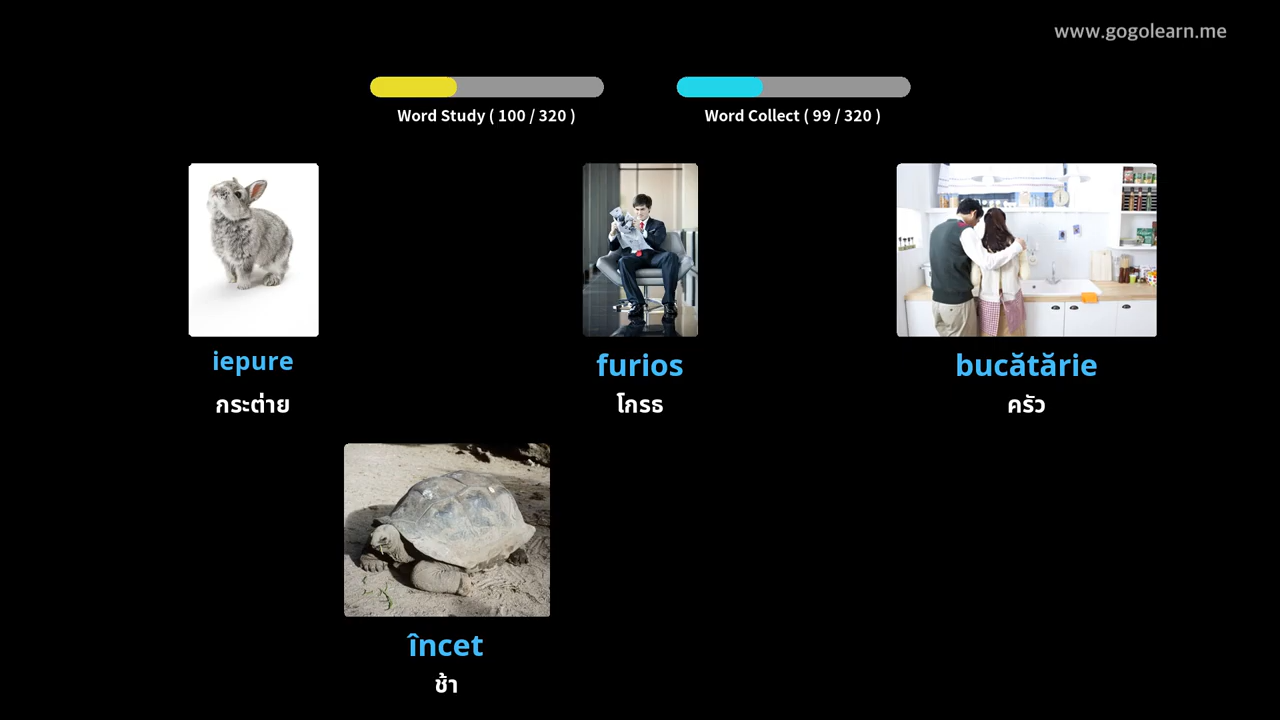 www.gogolearn.me
Word Study ( 100 / 320 )
Word Collect ( 99 / 320 )
iepure
กระต่าย
furios
โกรธ
bucătărie
ครัว
încet
ช้า